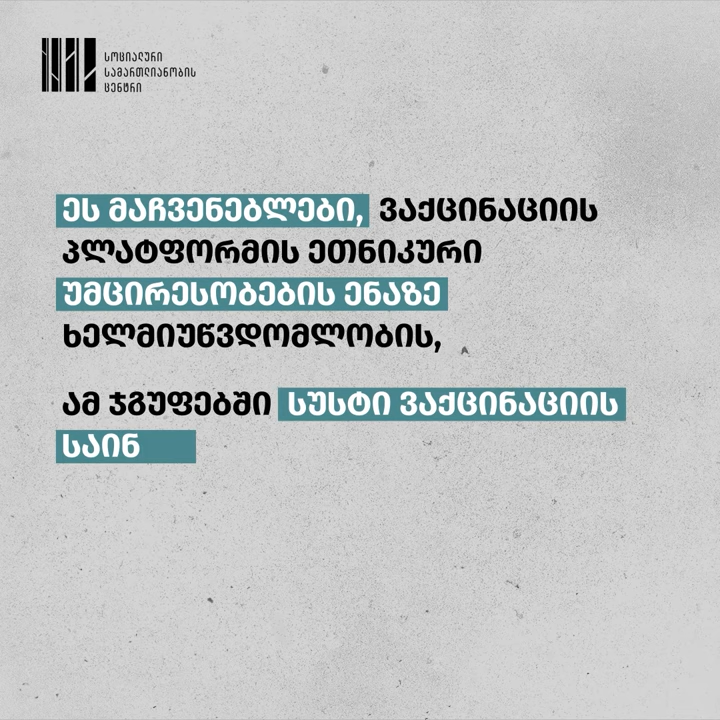 სოციალური
სამართლიანობის
ცენტრი
ეს მაჩვენებლები, ვაქცინაციის
პლატფორმის ეთნიკური
უმცირესობების ენაზე
ხელმიუწვდომლობის,
ამ ჯგუფებში სუსტი ვაქცინაციის
საინ